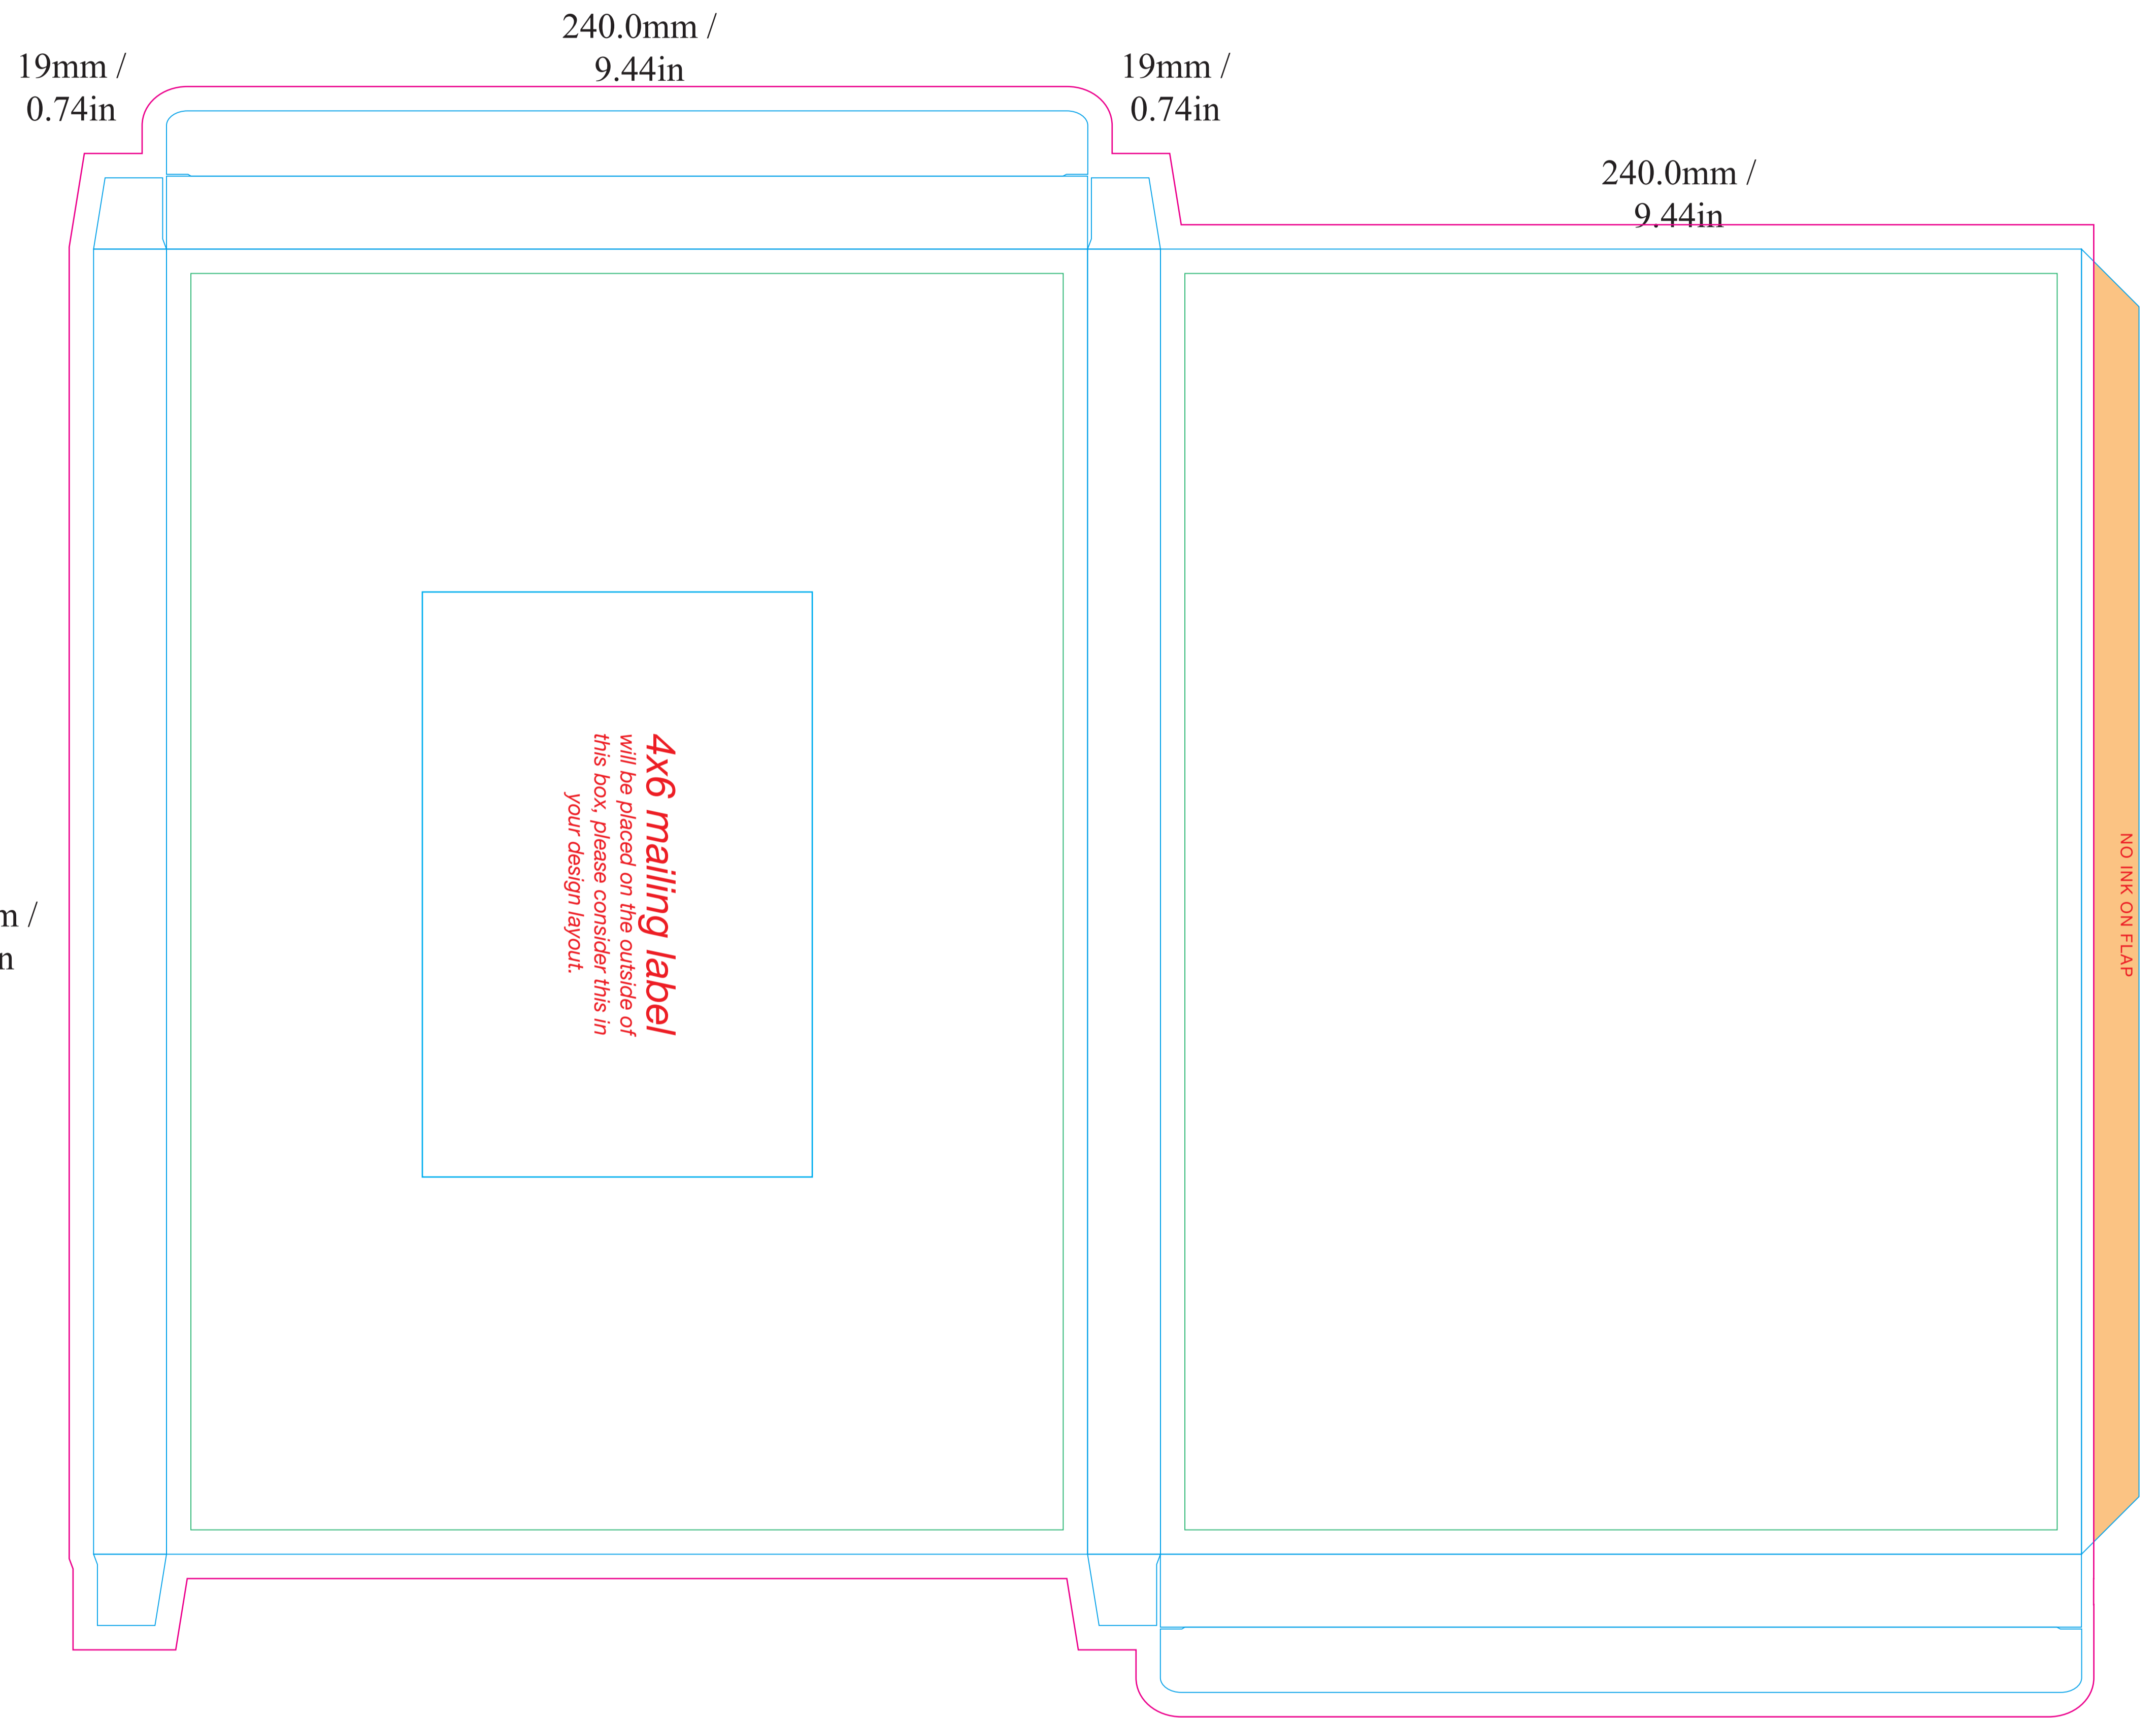 240.0mm /
9.44in
19mm /
0.74in
19mm /
0.74in
240.0mm /
9.44in
4x6 mailing label
will be placed on the outside of
this box, please consider this in
your design layout.
NO INK ON FLAP